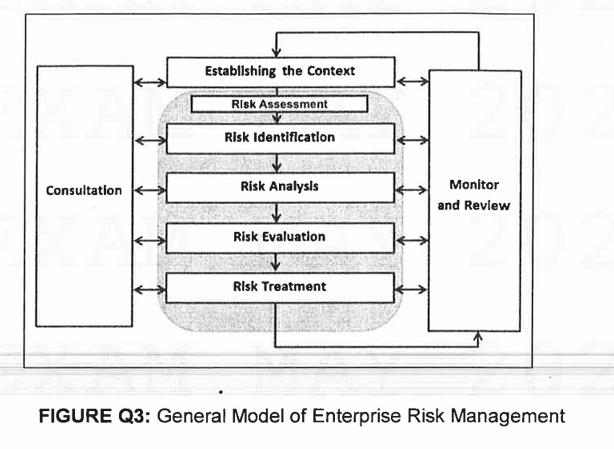 Establishing the Context
Risk Assessment
Risk Identification
Consultation
Risk Analysis
Monitor
and Review
Risk Evaluation
Risk Treatment
FIGURE Q3: General Model of Enterprise Risk Management